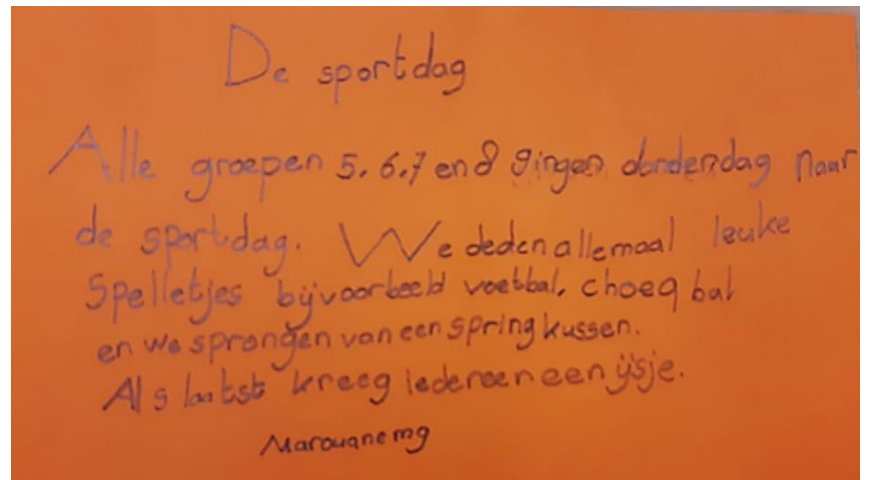 De sportdag
Alle groepen 5, 6, 7 en 8 gingen donderdag naar
de sportdag. We deden allemaal leuke
Spelletjes bijvoorbeeld voetbal, choeq bal
en we sprongen van een spring kussen.
Als laatst kreeg iedereen een ijsje.
Marouane mg